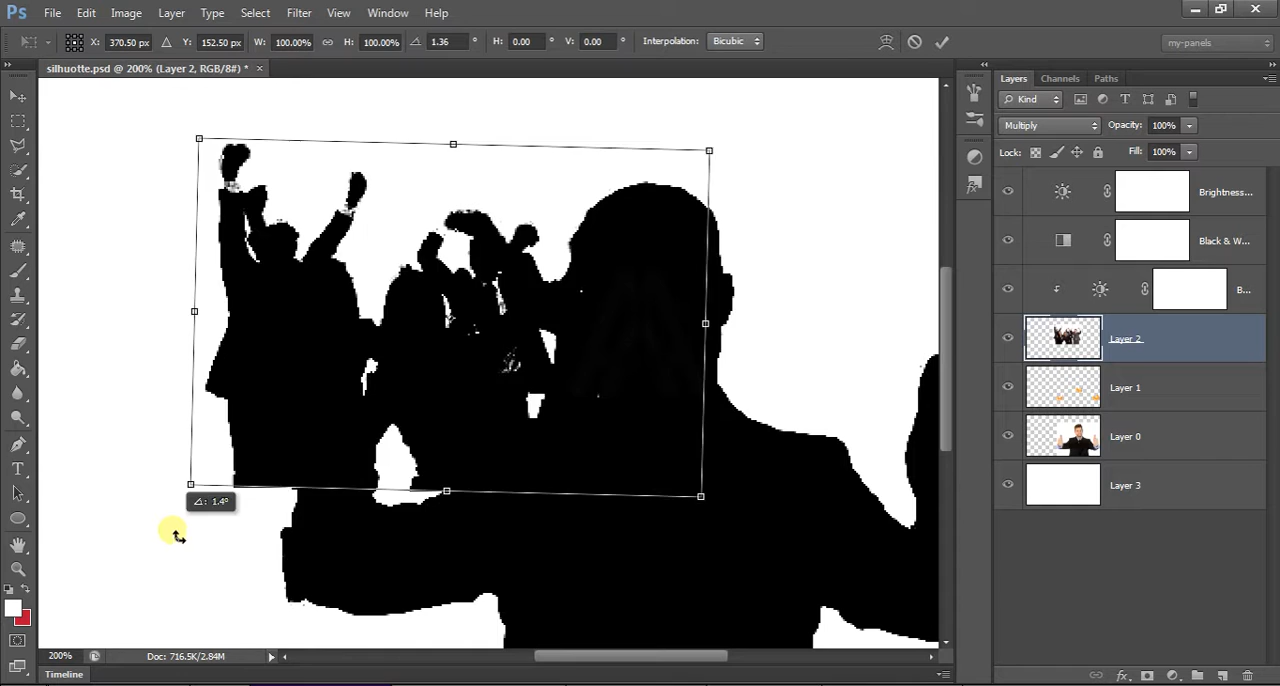 Ps File Edit Image Layer Type Select Filter View Window Help
X: 370.50 px Y: 152.50 px W: 100.00% H: 100.00% 1.36 ° H: 0.00 ° V: 0.00 ° Interpolation: Bicubic my-panels
silhuotte.psd @ 200% (Layer 2, RGB/8#) * ×
Layers Channels Paths
Kind
Multiply Opacity: 100%
Lock: Fill: 100%
Brightness...
Black & W...
B...
Layer 2
Layer 1
Layer 0
Layer 3
: 1.4°
200% Doc: 716.5K/2.84M
Timeline
fx